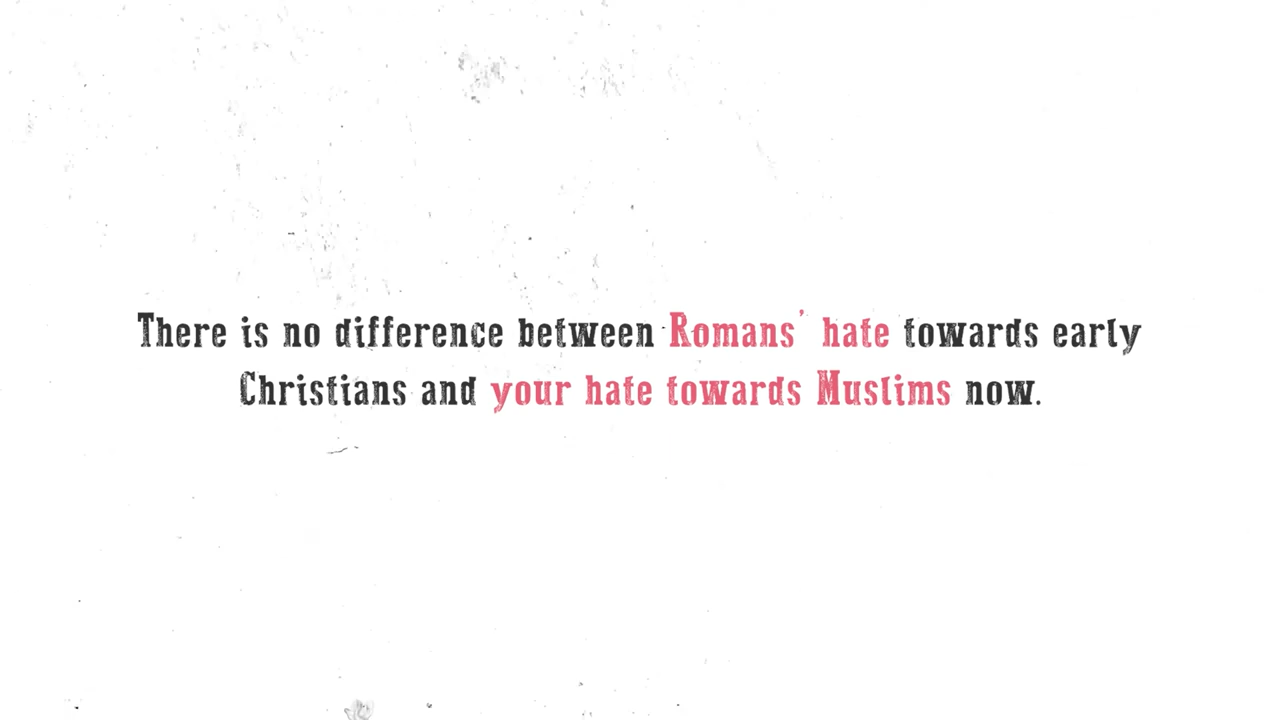 There is no difference between Romans' hate towards early
Christians and your hate towards Muslims now.